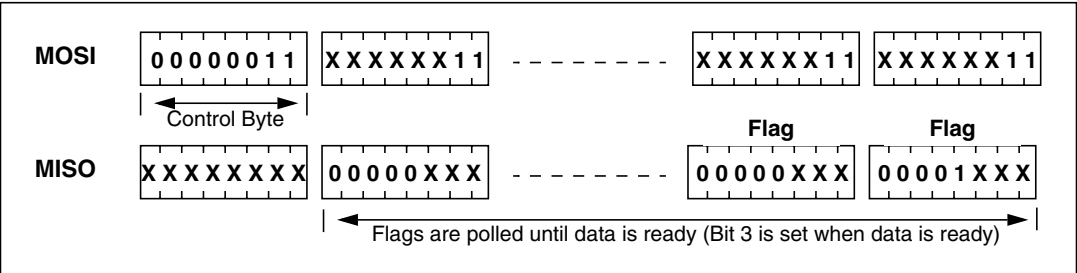 MOSI 0 0 0 0 0 0 1 1 X X X X X X 1 1 X X X X X X 1 1 X X X X X X 1 1
Control Byte
Flag Flag
MISO X X X X X X X X 0 0 0 0 0 X X X 0 0 0 0 0 X X X 0 0 0 0 1 X X X
Flags are polled until data is ready (Bit 3 is set when data is ready)